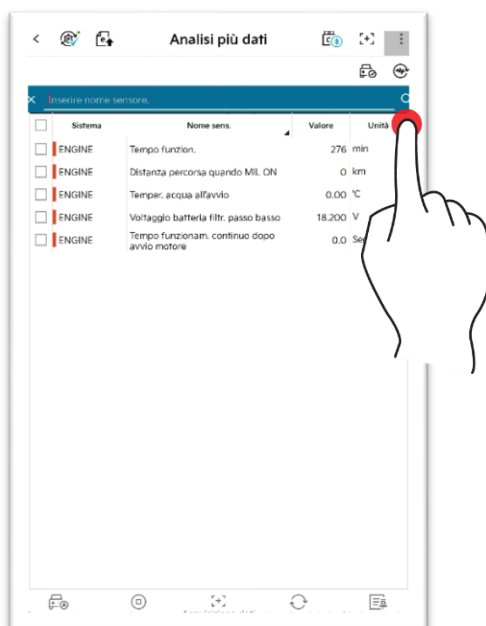 Analisi più dati
Inserire nome sensore.
Sistema Nome sens. Valore Unità
ENGINE Tempo funzion. 276 min
ENGINE Distanza percorsa quando MIL ON 0 km
ENGINE Temper. acqua all'avvio 0.00 ℃
ENGINE Voltaggio batteria filtr. passo basso 18.200 V
ENGINE Tempo funzionam. continuo dopo avvio motore 0.0